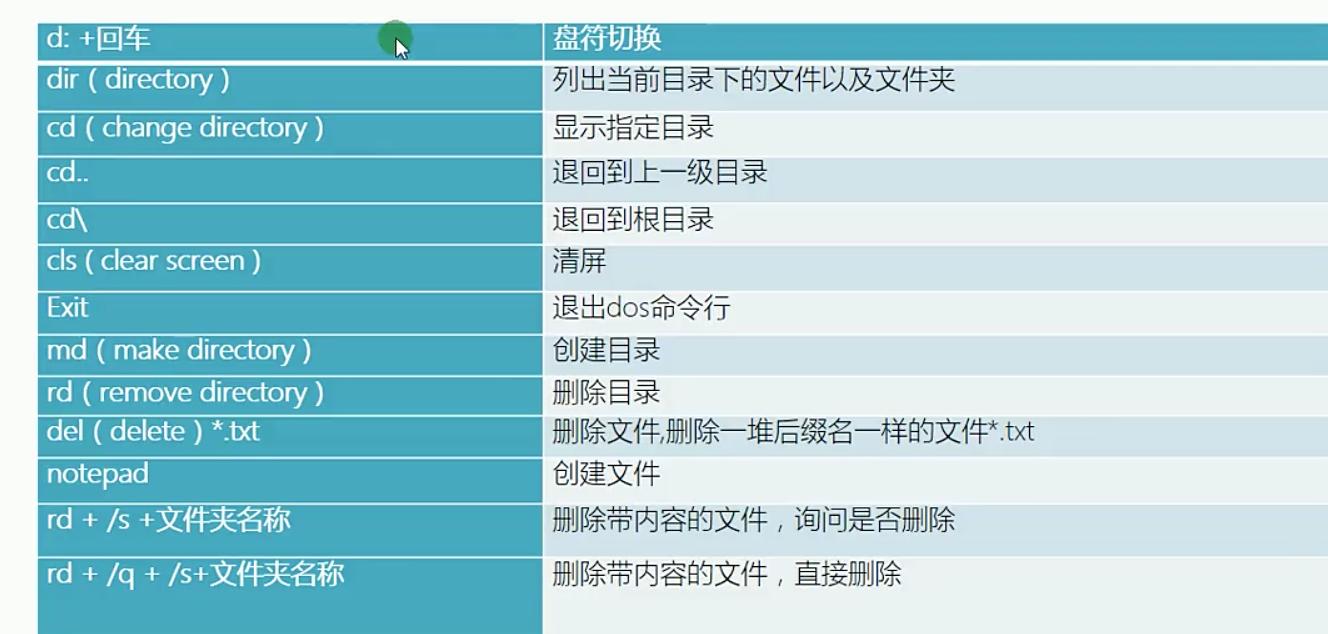 d: +回车 盘符切换
dir ( directory ) 列出当前目录下的文件以及文件夹
cd ( change directory ) 显示指定目录
cd.. 退回到上一级目录
cd\ 退回到根目录
cls ( clear screen ) 清屏
Exit 退出dos命令行
md ( make directory ) 创建目录
rd ( remove directory ) 删除目录
del ( delete ) *.txt 删除文件,删除一堆后缀名一样的文件*.txt
notepad 创建文件
rd + /s +文件夹名称 删除带内容的文件，询问是否删除
rd + /q + /s+文件夹名称 删除带内容的文件，直接删除